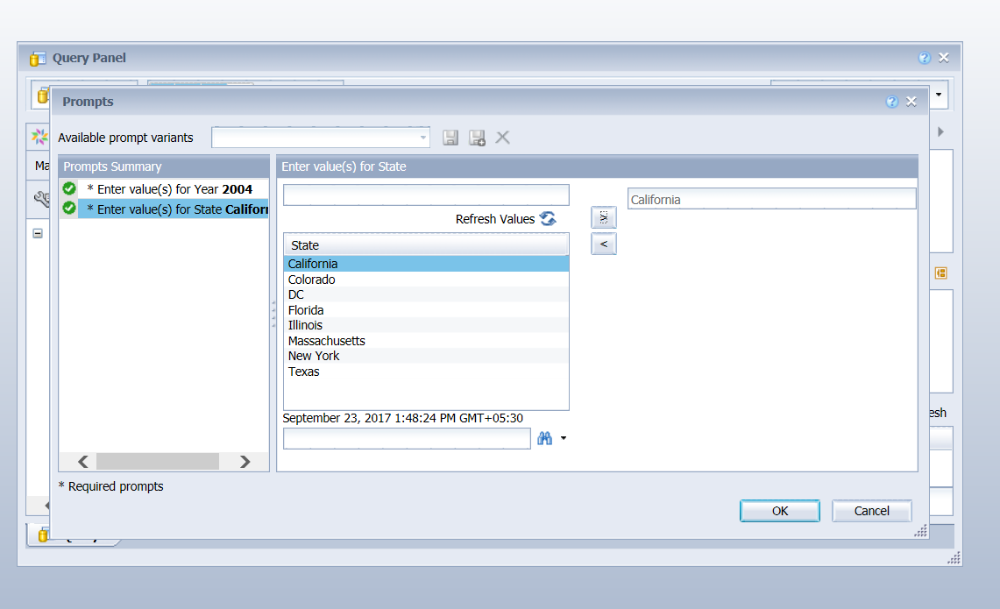 Query Panel
Prompts
Available prompt variants
Ma
Prompts Summary
* Enter value(s) for Year 2004
* Enter value(s) for State Californ
Enter value(s) for State
Refresh Values
State
California
Colorado
DC
Florida
Illinois
Massachusetts
New York
Texas
September 23, 2017 1:48:24 PM GMT+05:30
>
<
California
esh
* Required prompts
OK
Cancel